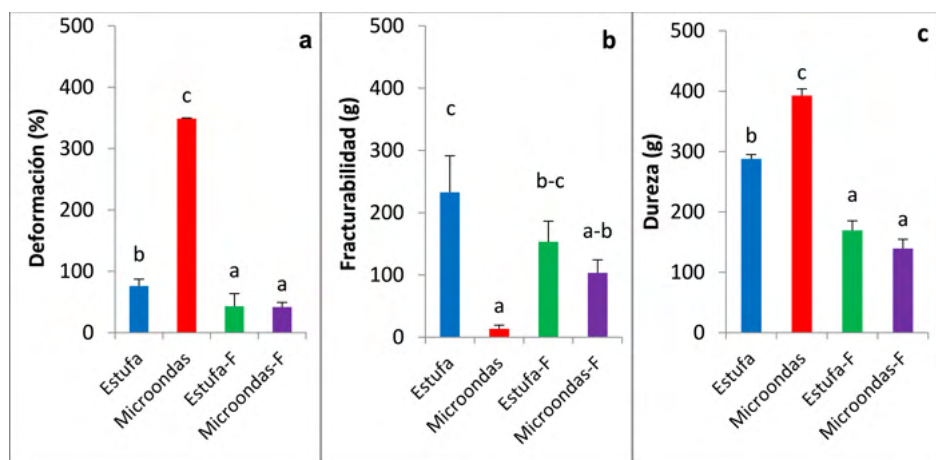 a
Deformación (%)
500
400
300
200
100
0
b
c
a
a
Estufa
Microondas
Estufa-F
Microondas-F
b
Fracturabilidad (g)
500
400
300
200
100
0
c
a
b-c
a-b
Estufa
Microondas
Estufa-F
Microondas-F
c
Dureza (g)
500
400
300
200
100
0
b
c
a
a
Estufa
Microondas
Estufa-F
Microondas-F